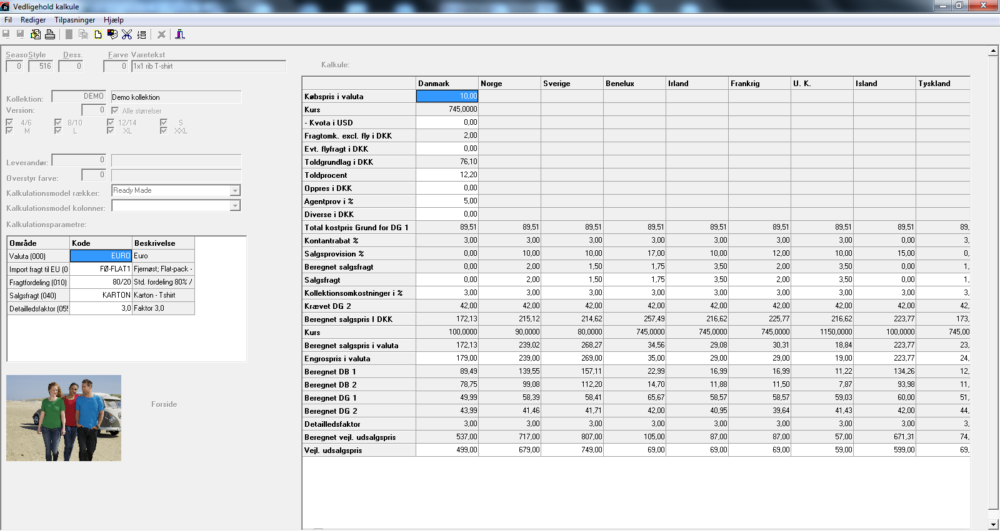 Vedligehold kalkule
Fil Rediger Tilpasninger Hjælp
Seaso Style Dess. Farve Varetekst
0 516 0 0 1x1 rib T-shirt
Kollektion: DEMO Demo kollektion
Version: 0 Alle størrelser
4/6 8/10 12/14 S
M L XL XXL
Leverandør: 0
Overstyr farve: 0
Kalkulationsmodel rækker: Ready Made
Kalkulationsmodel kolonner:
Kalkulationsparametre:
Område Kode Beskrivelse
Valuta (000) EURO Euro
Import fragt til EU (0 FØ-FLAT1 Fjernøst; Flat-pack -
Fragtfordeling (010) 80/20 Std. fordeling 80% /
Salgsfragt (040) KARTON Karton - Tshirt
Detailledsfaktor (055 3,0 Faktor 3,0
Forside
Kalkule:
Danmark Norge Sverige Benelux Irland Frankrig U. K. Island Tyskland
Købspris i valuta 10,00
Kurs 745,0000
- Kvota i USD 0,00
Fragtomk. excl. fly i DKK 2,00
Evt. flyfragt i DKK 0,00
Toldgrundlag i DKK 76,10
Toldprocent 12,20
Oppres i DKK 0,00
Agentprov i % 5,00
Diverse i DKK 0,00
Total kostpris Grund for DG 1 89,51 89,51 89,51 89,51 89,51 89,51 89,51 89,51 89,
Kontantrabat % 3,00 3,00 3,00 3,00 3,00 3,00 3,00 0,00 3,
Salgsprovision % 0,00 10,00 10,00 17,00 10,00 12,00 10,00 15,00 0,
Beregnet salgsfragt 0,00 2,00 1,50 1,75 3,50 2,00 3,50 0,00 1,
Salgsfragt 0,00 2,00 1,50 1,75 3,50 2,00 3,50 0,00 1,
Kollektionsomkostninger i % 3,00 3,00 3,00 3,00 3,00 3,00 3,00 3,00 3,
Krævet DG 2 42,00 42,00 42,00 42,00 42,00 42,00 42,00 42,00 42,
Beregnet salgspris I DKK 172,13 215,12 214,62 257,49 216,62 225,77 216,62 223,77 173,
Kurs 100,0000 90,0000 80,0000 745,0000 745,0000 745,0000 1150,0000 100,0000 745,00
Beregnet salgspris i valuta 172,13 239,02 268,27 34,56 29,08 30,31 18,84 223,77 23,
Engrospris i valuta 179,00 239,00 269,00 35,00 29,00 29,00 19,00 223,77 24,
Beregnet DB 1 89,49 139,55 157,11 22,99 16,99 16,99 11,22 134,26 12,
Beregnet DB 2 78,75 99,08 112,20 14,70 11,88 11,50 7,87 93,98 11,
Beregnet DG 1 49,99 58,39 58,41 65,67 58,57 58,57 59,03 60,00 51,
Beregnet DG 2 43,99 41,46 41,71 42,00 40,95 39,64 41,43 42,00 44,
Detailledsfaktor 3,00 3,00 3,00 3,00 3,00 3,00 3,00 3,00 3,
Beregnet vejl. udsalgspris 537,00 717,00 807,00 105,00 87,00 87,00 57,00 671,31 74,
Vejl. udsalgspris 499,00 679,00 749,00 69,00 69,00 69,00 59,00 599,00 69,